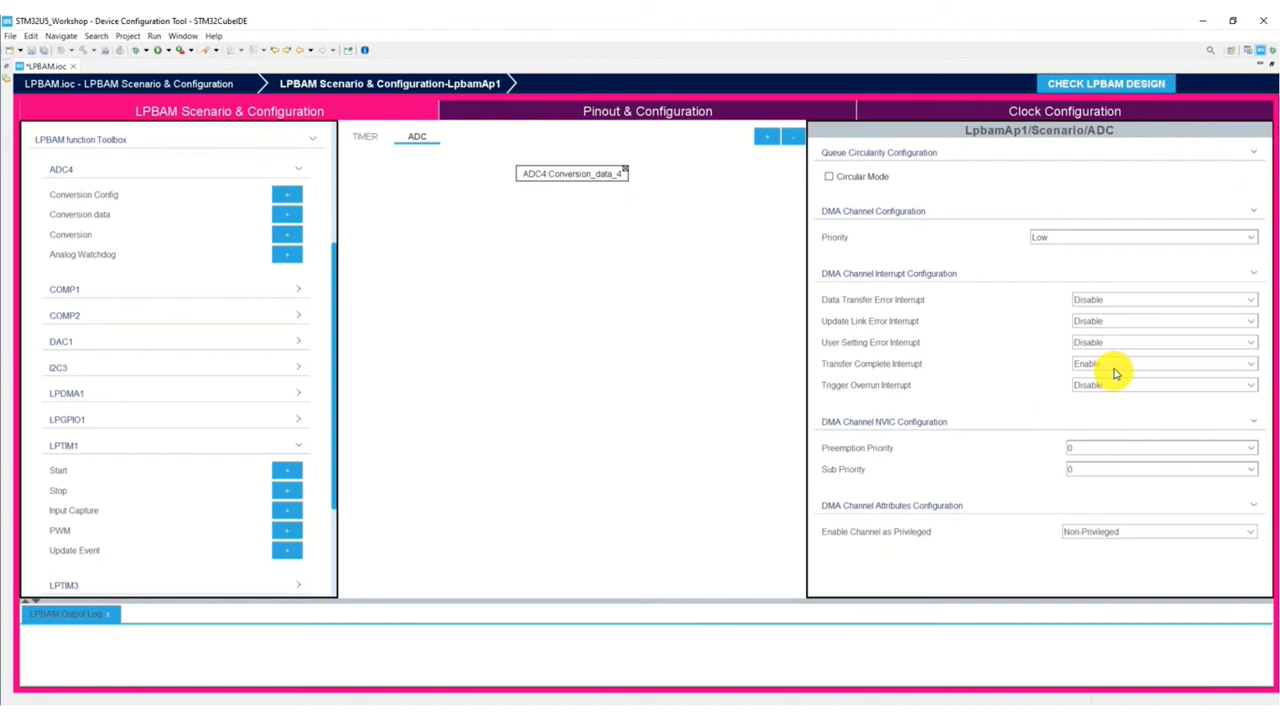 IDE STM32U5_Workshop - Device Configuration Tool - STM32CubeIDE
File Edit Navigate Search Project Run Window Help
MX *LPBAM.ioc
LPBAM.ioc - LPBAM Scenario & Configuration LPBAM Scenario & Configuration-LpbamAp1 CHECK LPBAM DESIGN
LPBAM Scenario & Configuration Pinout & Configuration Clock Configuration
LPBAM function Toolbox
ADC4
Conversion Config +
Conversion data +
Conversion +
Analog Watchdog +
COMP1
COMP2
DAC1
I2C3
LPDMA1
LPGPIO1
LPTIM1
Start +
Stop +
Input Capture +
PWM +
Update Event +
LPTIM3
TIMER ADC + -
ADC4:Conversion_data_4
LpbamAp1/Scenario/ADC
Queue Circularity Configuration
Circular Mode
DMA Channel Configuration
Priority Low
DMA Channel Interrupt Configuration
Data Transfer Error Interrupt Disable
Update Link Error Interrupt Disable
User Setting Error Interrupt Disable
Transfer Complete Interrupt Enable
Trigger Overrun Interrupt Disable
DMA Channel NVIC Configuration
Preemption Priority 0
Sub Priority 0
DMA Channel Attributes Configuration
Enable Channel as Privileged Non-Privileged
LPBAM Output Log